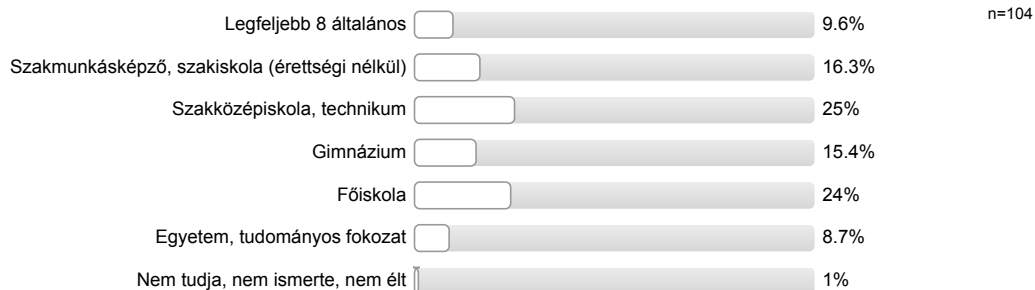 Legfeljebb 8 általános 9.6% n=104
Szakmunkásképző, szakiskola (érettségi nélkül) 16.3%
Szakközépiskola, technikum 25%
Gimnázium 15.4%
Főiskola 24%
Egyetem, tudományos fokozat 8.7%
Nem tudja, nem ismerte, nem élt 1%